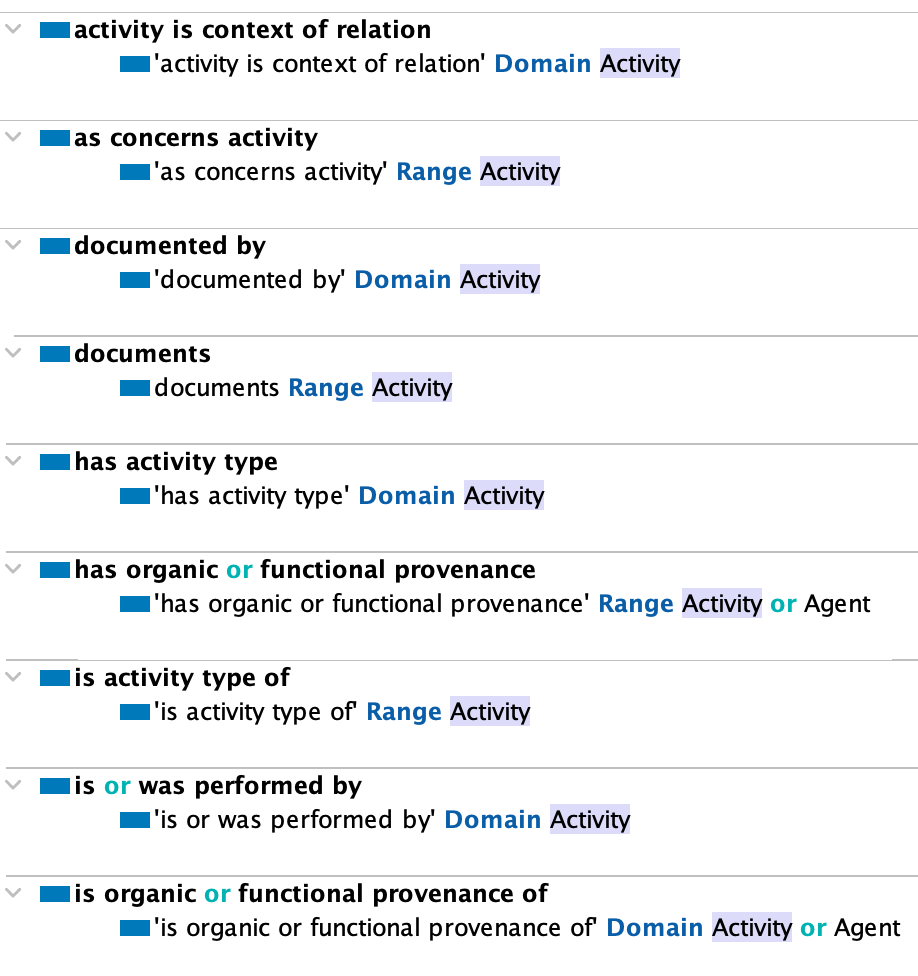 activity is context of relation
'activity is context of relation' Domain Activity
as concerns activity
'as concerns activity' Range Activity
documented by
'documented by' Domain Activity
documents
documents Range Activity
has activity type
'has activity type' Domain Activity
has organic or functional provenance
'has organic or functional provenance' Range Activity or Agent
is activity type of
'is activity type of' Range Activity
is or was performed by
'is or was performed by' Domain Activity
is organic or functional provenance of
'is organic or functional provenance of' Domain Activity or Agent